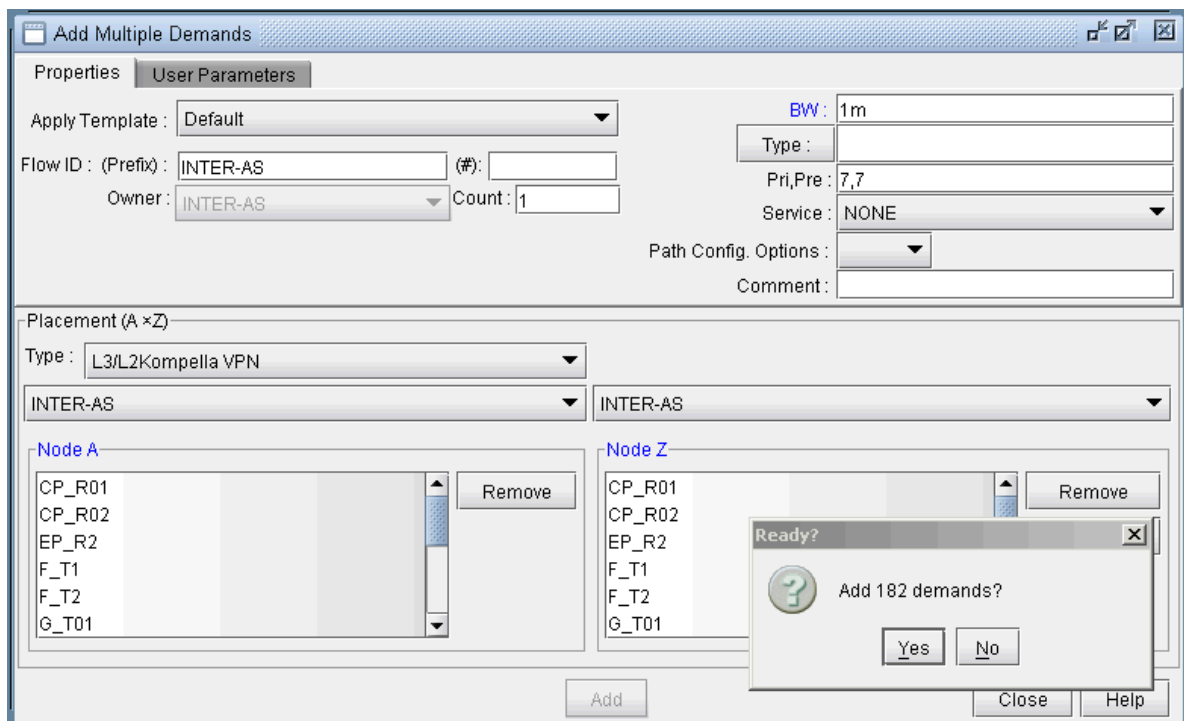 Add Multiple Demands
Properties User Parameters
Apply Template : Default
BW : 1m
Type :
Flow ID : (Prefix) : INTER-AS (#):
Pri,Pre : 7,7
Owner : INTER-AS Count : 1
Service : NONE
Path Config. Options :
Comment :
Placement (A ×Z)
Type : L3/L2Kompella VPN
INTER-AS INTER-AS
Node A Node Z
CP_R01 Remove CP_R01 Remove
CP_R02 CP_R02
EP_R2 EP_R2
F_T1 F_T1
F_T2 F_T2
G_T01 G_T01
Ready?
Add 182 demands?
Yes No
Add Close Help